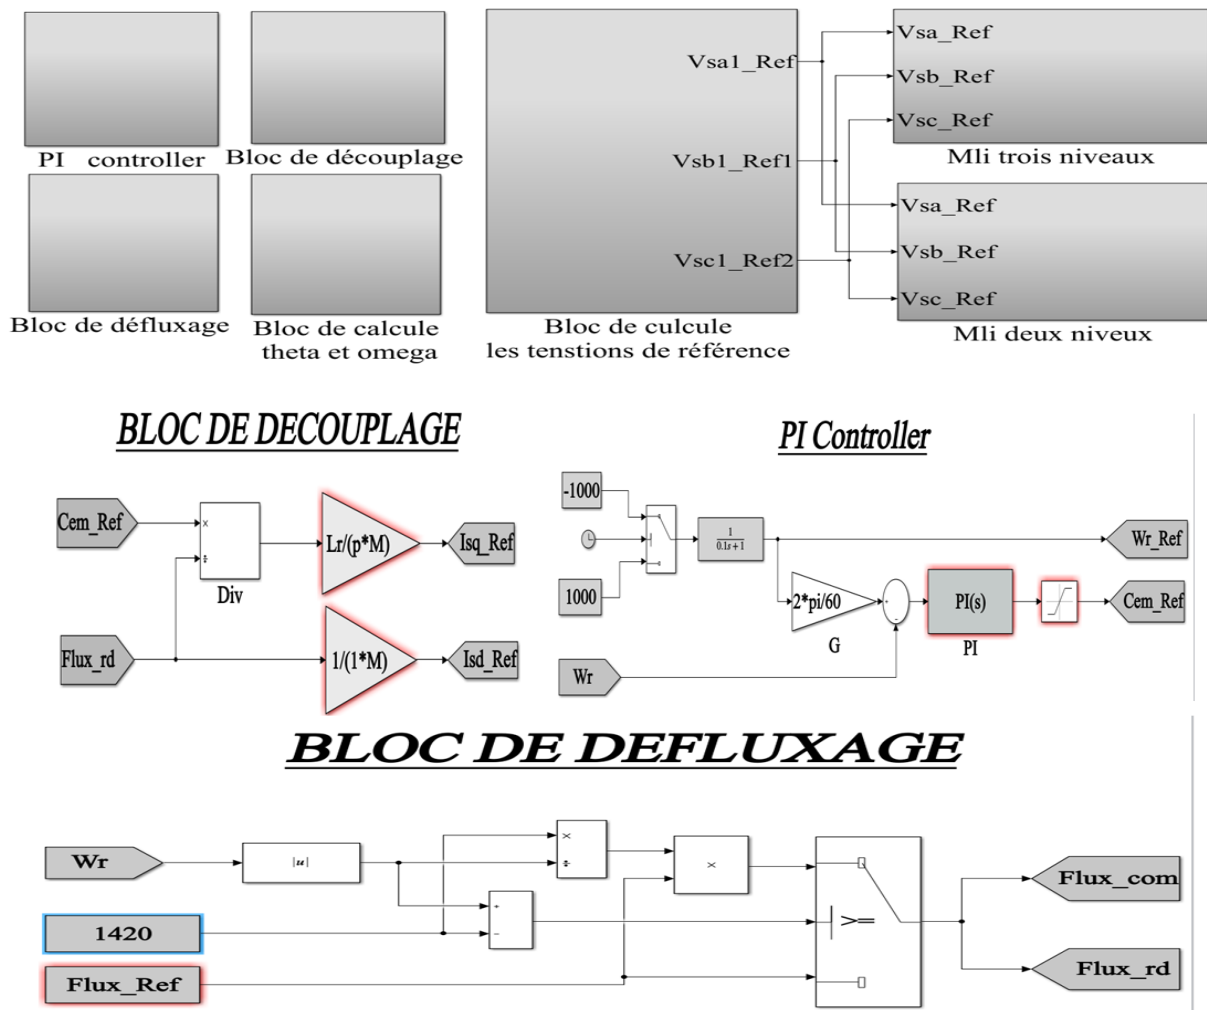 Vsa1_Ref
Vsb1_Ref1
Vsc1_Ref2
Vsa_Ref
Vsb_Ref
Vsc_Ref
Mli trois niveaux
Vsa_Ref
Vsb_Ref
Vsc_Ref
Mli deux niveux
PI controller
Bloc de découplage
Bloc de défluxage
Bloc de calcule
theta et omega
Bloc de culcule
les tenstions de référence
BLOC DE DECOUPLAGE
Cem_Ref
×
÷
Div
Lr/(p*M)
Isq_Ref
Flux_rd
1/(1*M)
Isd_Ref
PI Controller
-1000
1000
1
0.1s+1
Wr_Ref
2*pi/60
G
PI(s)
PI
Cem_Ref
Wr
BLOC DE DEFLUXAGE
Wr
|u|
×
÷
×
+
−
>=
1420
Flux_Ref
Flux_com
Flux_rd